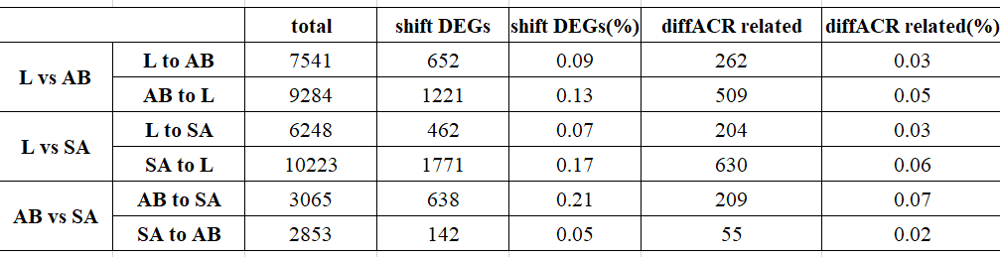 total shift DEGs shift DEGs(%) diffACR related diffACR related(%)
L vs AB
L to AB 7541 652 0.09 262 0.03
AB to L 9284 1221 0.13 509 0.05
L vs SA
L to SA 6248 462 0.07 204 0.03
SA to L 10223 1771 0.17 630 0.06
AB vs SA
AB to SA 3065 638 0.21 209 0.07
SA to AB 2853 142 0.05 55 0.02